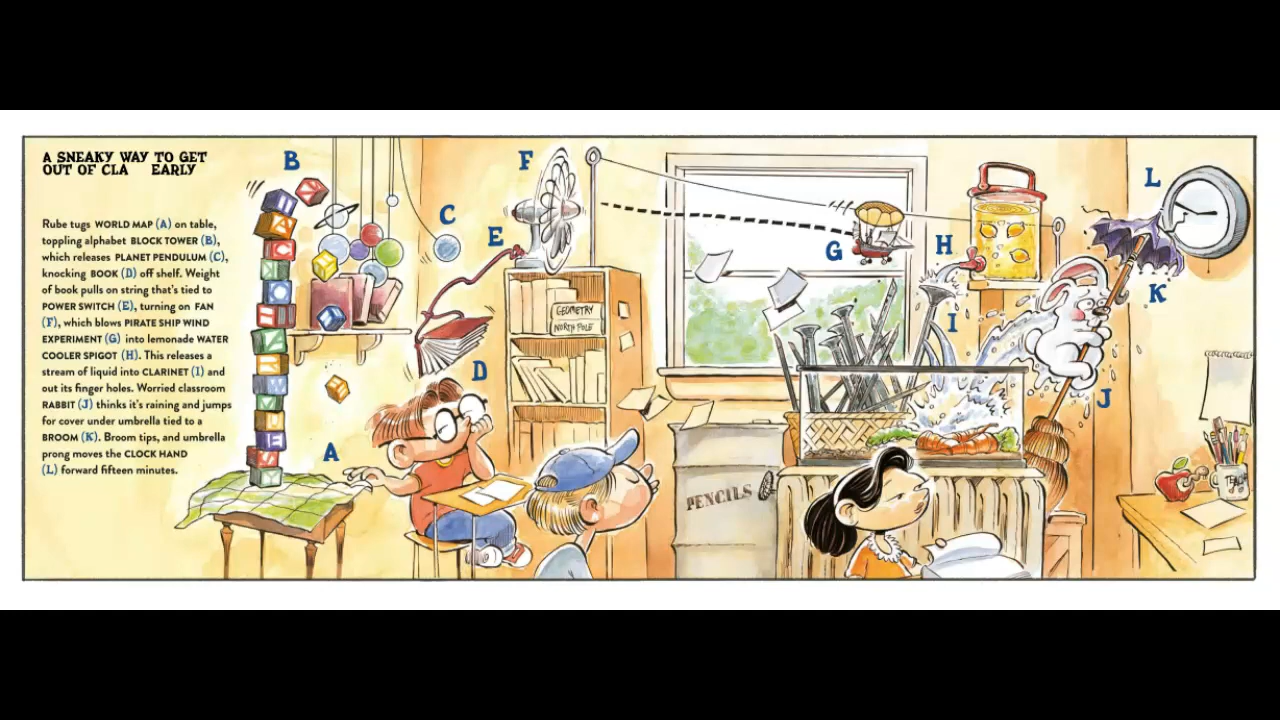 A SNEAKY WAY TO GET
OUT OF CLA EARLY
Rube tugs WORLD MAP (A) on table,
toppling alphabet BLOCK TOWER (B),
which releases PLANET PENDULUM (C),
knocking BOOK (D) off shelf. Weight
of book pulls on string that's tied to
POWER SWITCH (E), turning on FAN
(F), which blows PIRATE SHIP WIND
EXPERIMENT (G) into lemonade WATER
COOLER SPIGOT (H). This releases a
stream of liquid into CLARINET (I) and
out its finger holes. Worried classroom
RABBIT (J) thinks it's raining and jumps
for cover under umbrella tied to a
BROOM (K). Broom tips, and umbrella
prong moves the CLOCK HAND
(L) forward fifteen minutes.
A
B
C
D
E
F
GEOMETRY
NORTH POLE
G
H
I
J
K
L
PENCILS